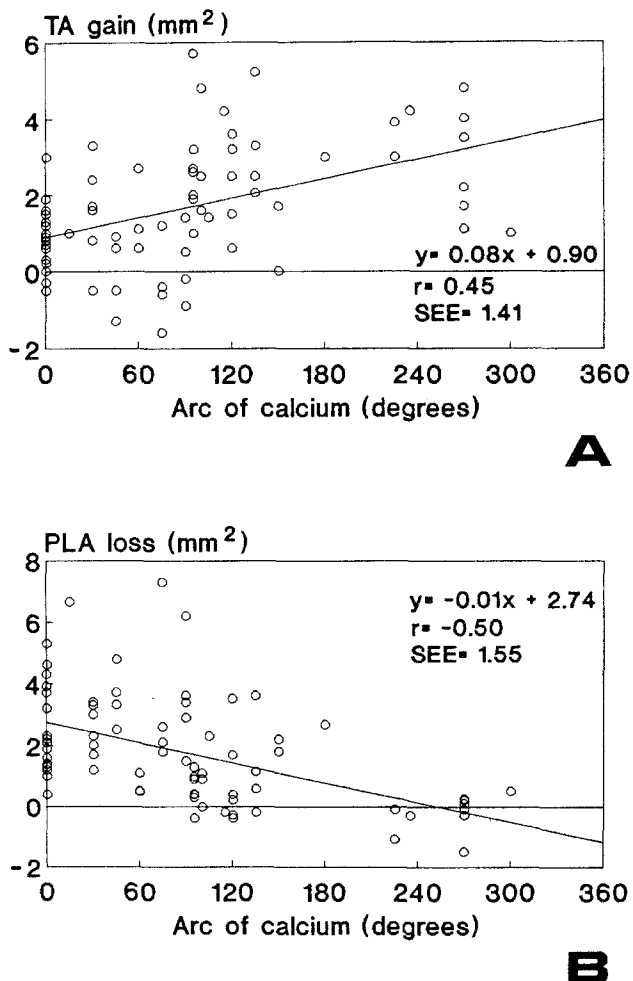 TA gain (mm²)
6
4
2
0
-2
y= 0.08x + 0.90
r= 0.45
SEE= 1.41
0 60 120 180 240 300 360
Arc of calcium (degrees)
A
PLA loss (mm²)
8
6
4
2
0
-2
y= -0.01x + 2.74
r= -0.50
SEE= 1.55
0 60 120 180 240 300 360
Arc of calcium (degrees)
B